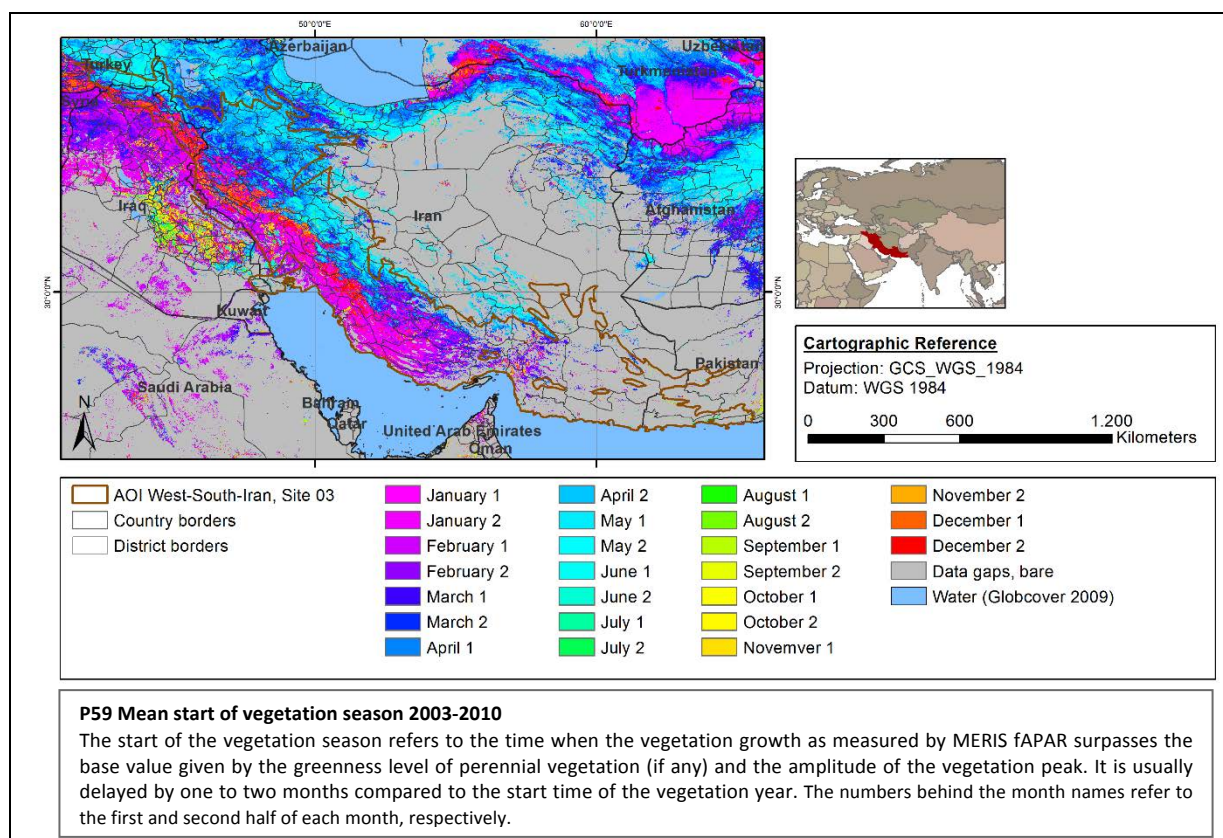 50°0'0"E
60°0'0"E
Azerbaijan
Uzbekistan
Turkey
Turkmenistan
Syria
Iraq
Iran
Afghanistan
30°0'0"N
30°0'0"N
Kuwait
Pakistan
Saudi Arabia
N
Bahrain
Qatar
United Arab Emirates
Oman
Cartographic Reference
Projection: GCS_WGS_1984
Datum: WGS 1984
0 300 600 1.200
Kilometers
AOI West-South-Iran, Site 03
Country borders
District borders
January 1
January 2
February 1
February 2
March 1
March 2
April 1
April 2
May 1
May 2
June 1
June 2
July 1
July 2
August 1
August 2
September 1
September 2
October 1
October 2
Novemver 1
November 2
December 1
December 2
Data gaps, bare
Water (Globcover 2009)
P59 Mean start of vegetation season 2003-2010
The start of the vegetation season refers to the time when the vegetation growth as measured by MERIS fAPAR surpasses the
base value given by the greenness level of perennial vegetation (if any) and the amplitude of the vegetation peak. It is usually
delayed by one to two months compared to the start time of the vegetation year. The numbers behind the month names refer to
the first and second half of each month, respectively.